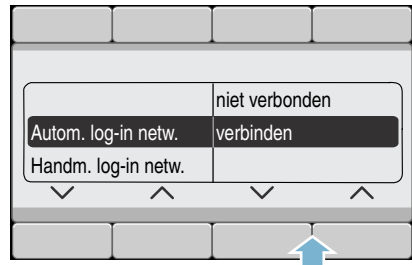 niet verbonden
Autom. log-in netw. verbinden
Handm. log-in netw.